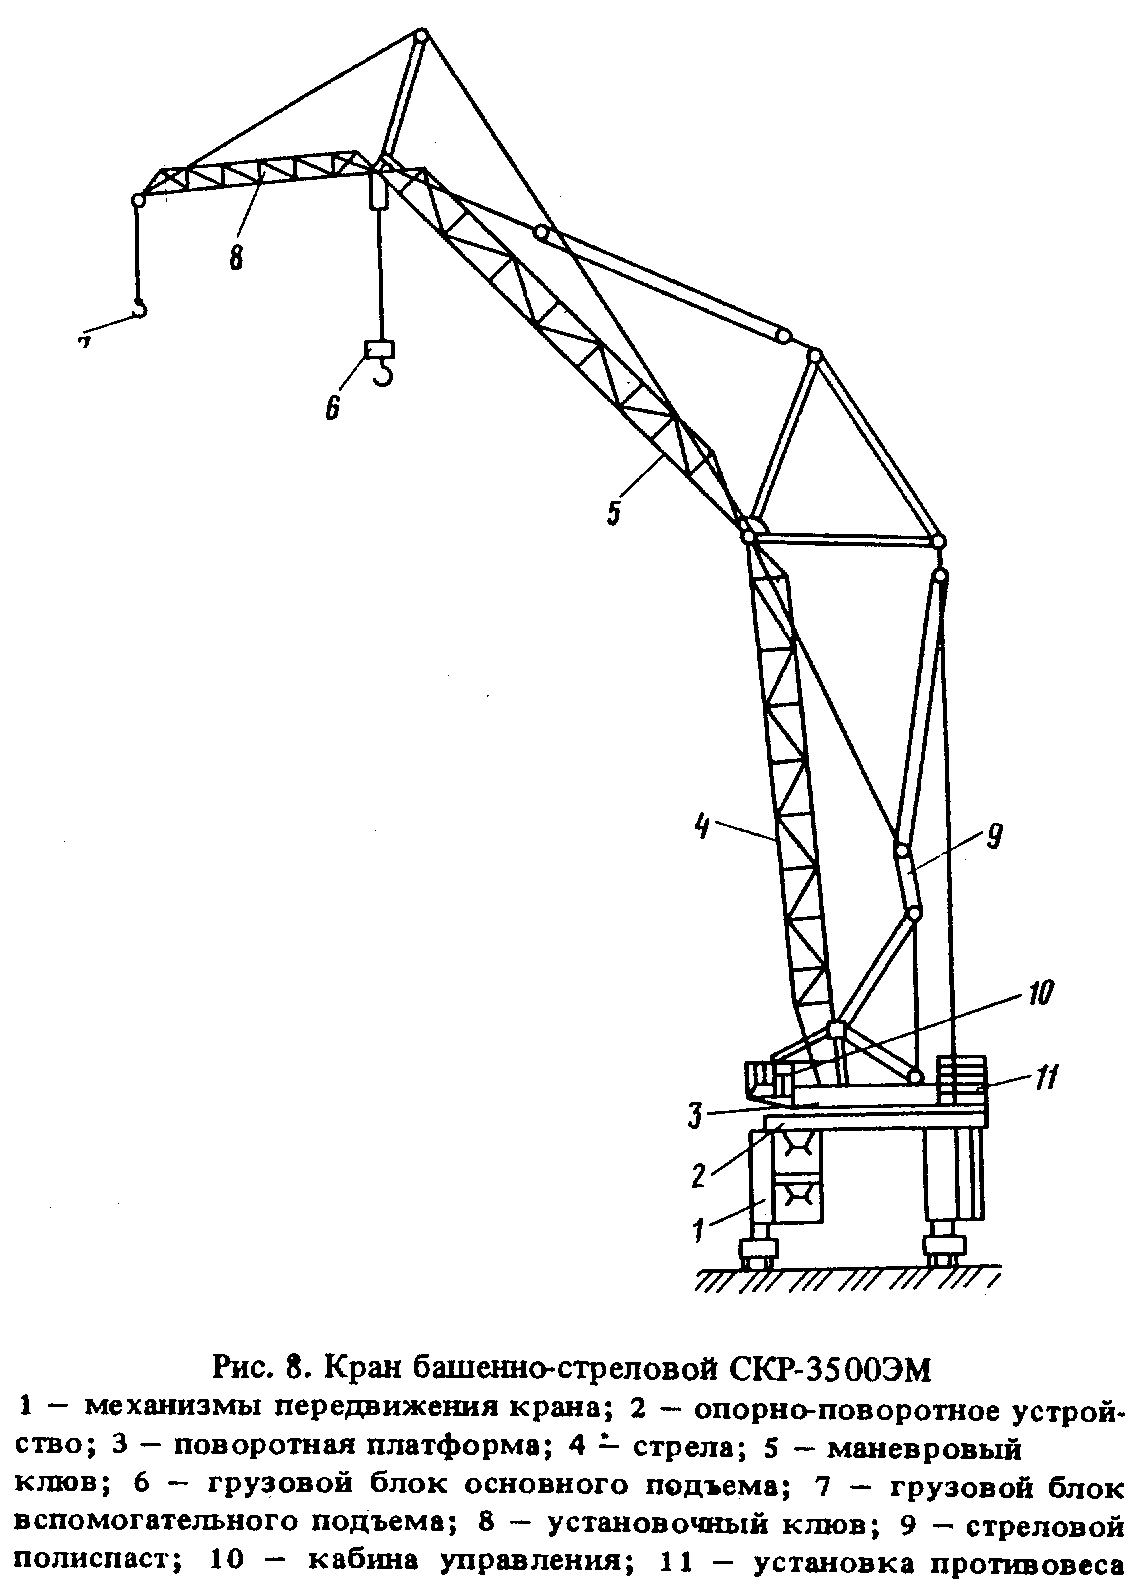 8
7
6
5
4
9
10
11
3
2
1
Рис. 8. Кран башенно-стреловой СКР-3500ЭМ
1 — механизмы передвижения крана; 2 — опорно-поворотное устрой-
ство; 3 — поворотная платформа; 4 — стрела; 5 — маневровый
клюв; 6 — грузовой блок основного подъема; 7 — грузовой блок
вспомогательного подъема; 8 — установочный клюв; 9 — стреловой
полиспаст; 10 — кабина управления; 11 — установка противовеса